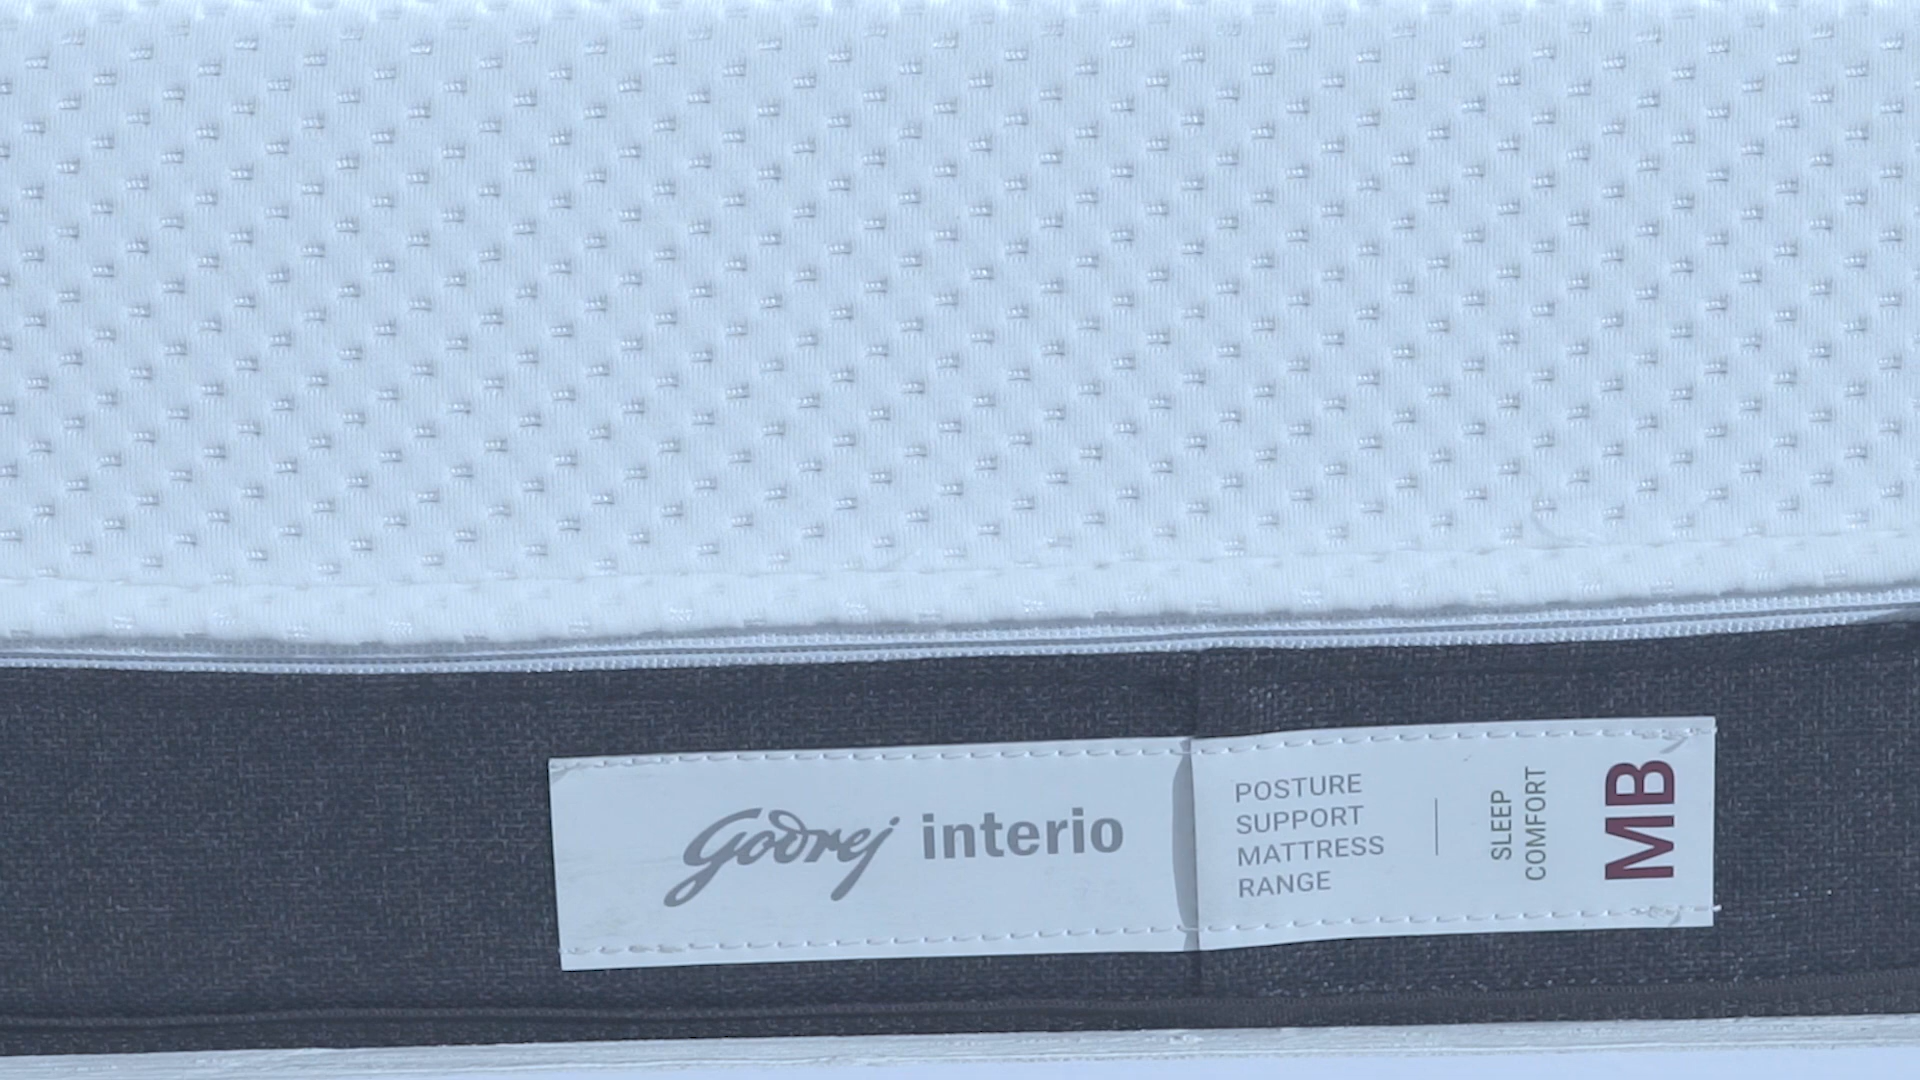 Godrej interio
POSTURE
SUPPORT
MATTRESS
RANGE
SLEEP
COMFORT
MB